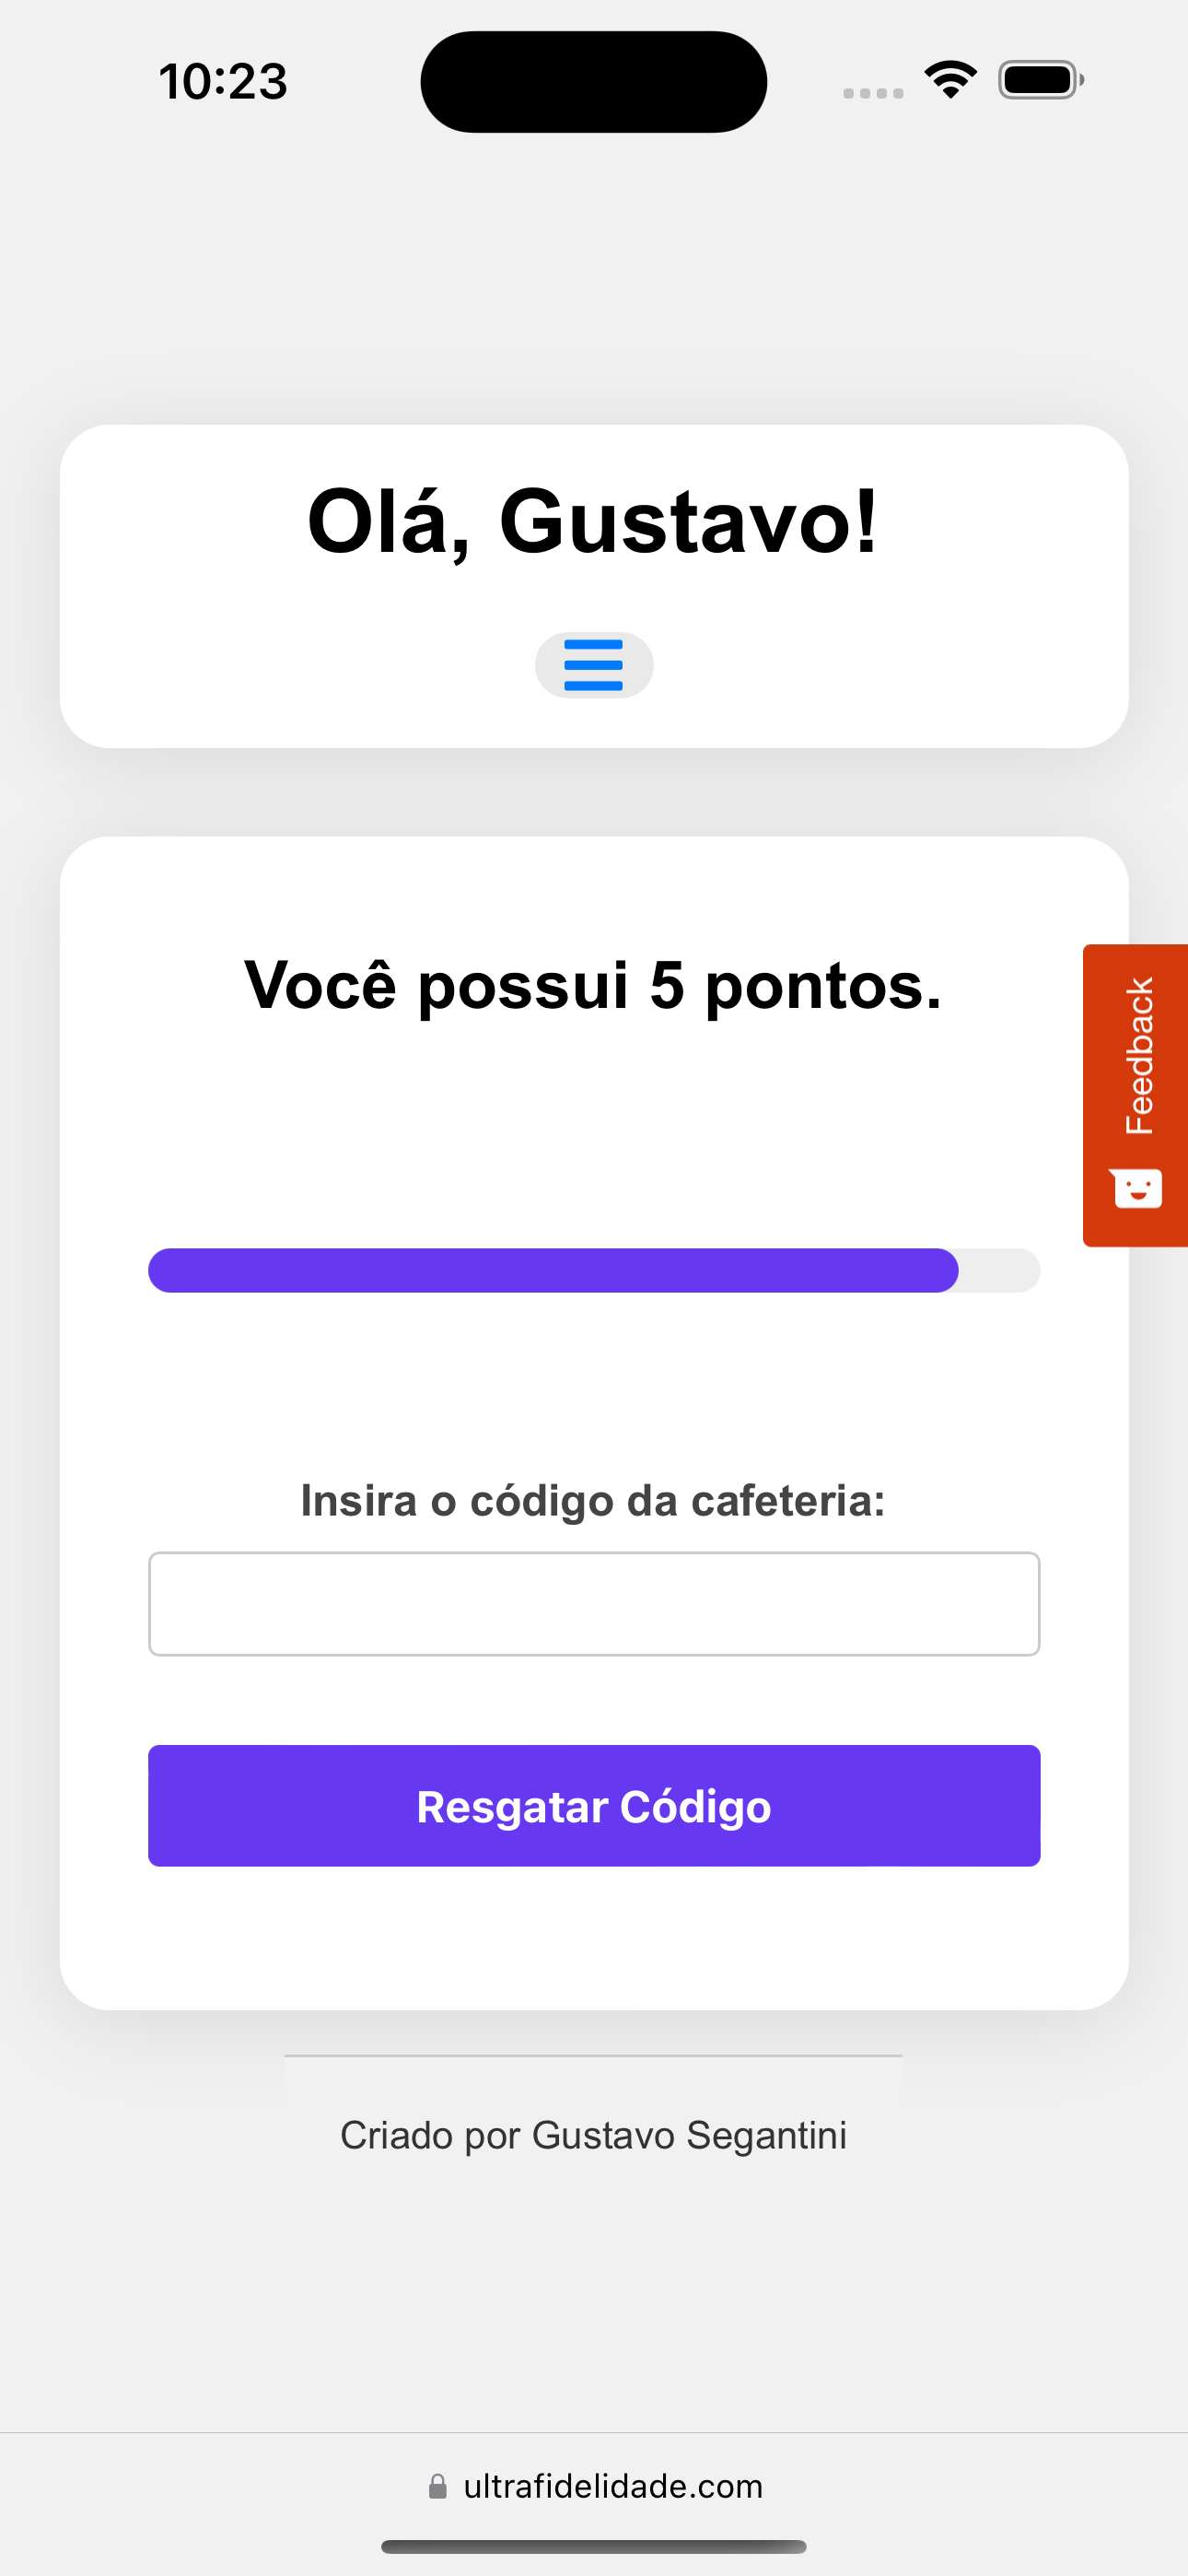 10:23
Olá, Gustavo!
Você possui 5 pontos.
Feedback
Insira o código da cafeteria:
Resgatar Código
Criado por Gustavo Segantini
ultrafidelidade.com